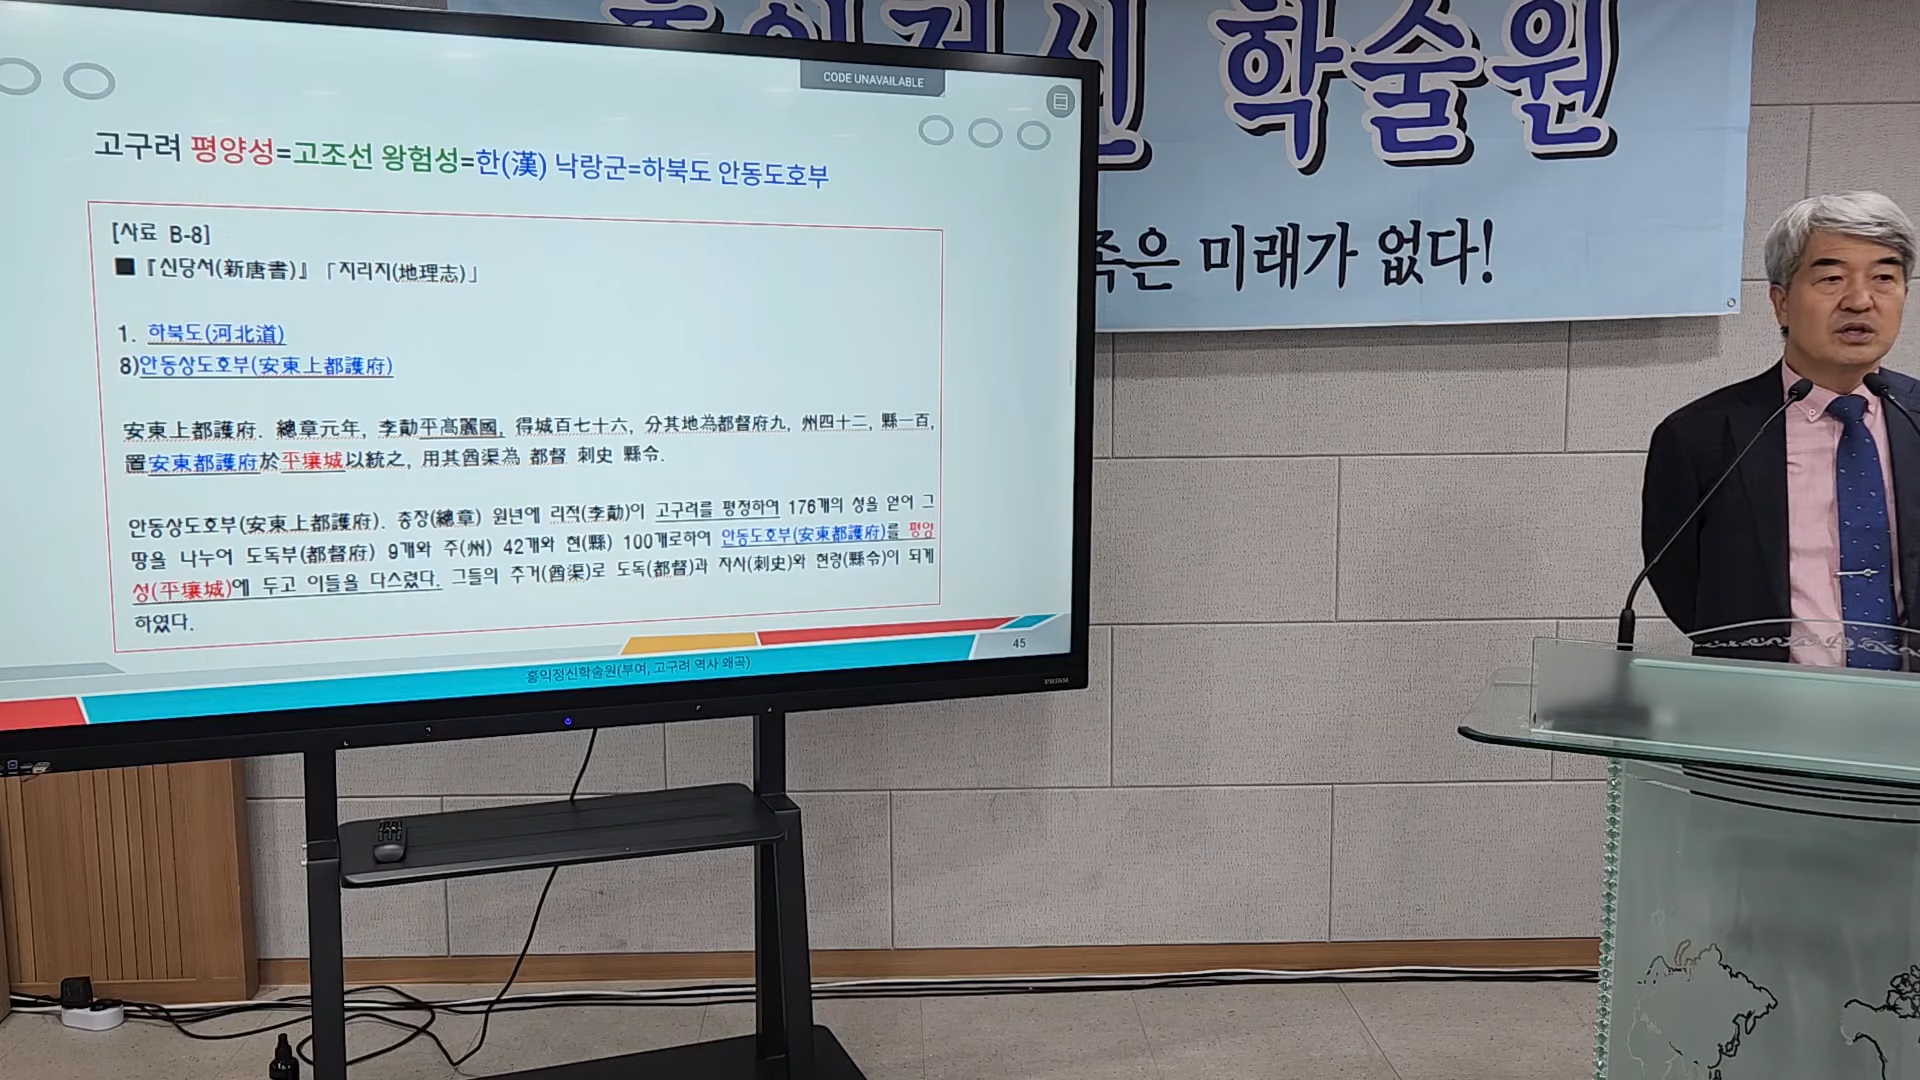 학술원
족은 미래가 없다!
CODE UNAVAILABLE
고구려 평양성=고조선 왕험성=한(漢) 낙랑군=하북도 안동도호부
[사료 B-8]
■『신당서(新唐書)』「지리지(地理志)」
1. 하북도(河北道)
8)안동상도호부(安東上都護府)
安東上都護府. 總章元年, 李勣平高麗國, 得城百七十六, 分其地為都督府九, 州四十二, 縣一百,
置安東都護府於平壤城以統之, 用其酋渠為 都督 刺史 縣令.
안동상도호부(安東上都護府). 총장(總章) 원년에 리적(李勣)이 고구려를 평정하여 176개의 성을 얻어 그
땅을 나누어 도독부(都督府) 9개와 주(州) 42개와 현(縣) 100개로하여 안동도호부(安東都護府)를 평양
성(平壤城)에 두고 이들을 다스렸다. 그들의 추거(酋渠)로 도독(都督)과 자사(刺史)와 현령(縣令)이 되게
하였다.
45
홍익정신학술원(부여, 고구려 역사 왜곡)
PRISM